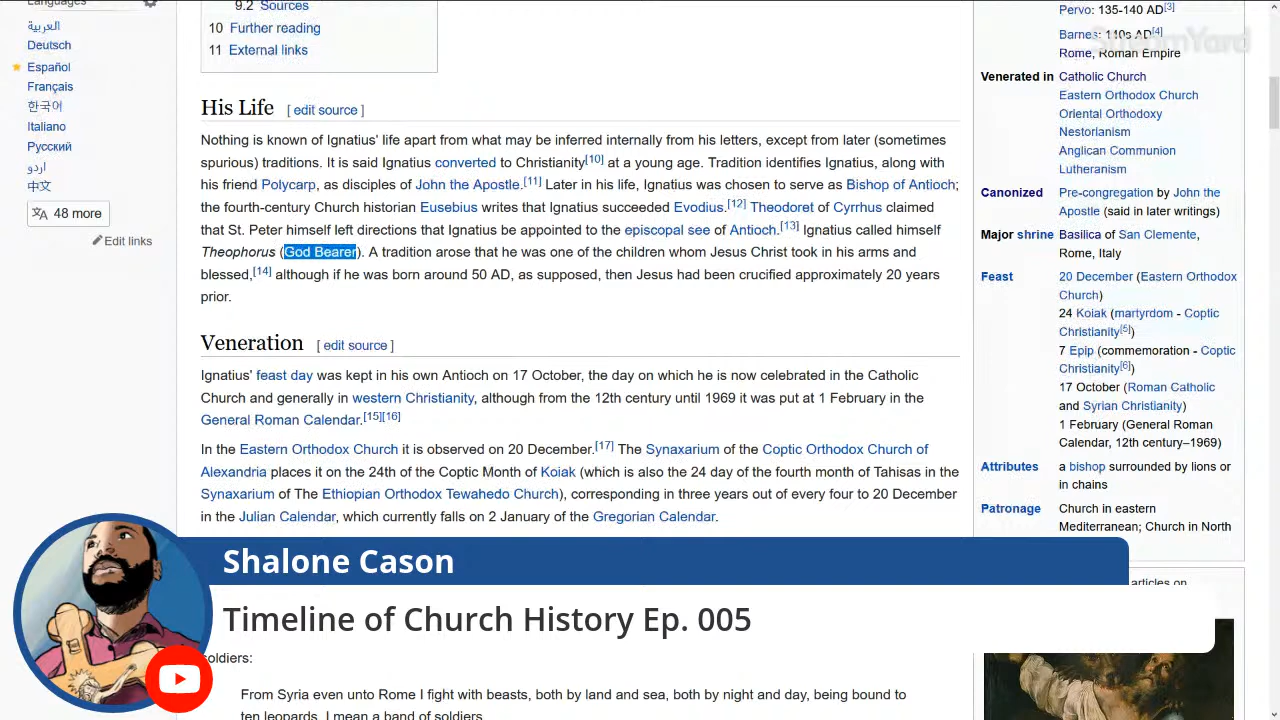 Languages
العربية
Deutsch
Español
Français
한국어
Italiano
Русский
اردو
中文
48 more
Edit links
9.2 Sources
10 Further reading
11 External links
His Life [ edit source ]
Nothing is known of Ignatius' life apart from what may be inferred internally from his letters, except from later (sometimes
spurious) traditions. It is said Ignatius converted to Christianity[10] at a young age. Tradition identifies Ignatius, along with
his friend Polycarp, as disciples of John the Apostle.[11] Later in his life, Ignatius was chosen to serve as Bishop of Antioch;
the fourth-century Church historian Eusebius writes that Ignatius succeeded Evodius.[12] Theodoret of Cyrrhus claimed
that St. Peter himself left directions that Ignatius be appointed to the episcopal see of Antioch.[13] Ignatius called himself
Theophorus (God Bearer). A tradition arose that he was one of the children whom Jesus Christ took in his arms and
blessed,[14] although if he was born around 50 AD, as supposed, then Jesus had been crucified approximately 20 years
prior.
Veneration [ edit source ]
Ignatius' feast day was kept in his own Antioch on 17 October, the day on which he is now celebrated in the Catholic
Church and generally in western Christianity, although from the 12th century until 1969 it was put at 1 February in the
General Roman Calendar.[15][16]
In the Eastern Orthodox Church it is observed on 20 December.[17] The Synaxarium of the Coptic Orthodox Church of
Alexandria places it on the 24th of the Coptic Month of Koiak (which is also the 24 day of the fourth month of Tahisas in the
Synaxarium of The Ethiopian Orthodox Tewahedo Church), corresponding in three years out of every four to 20 December
in the Julian Calendar, which currently falls on 2 January of the Gregorian Calendar.
soldiers:
From Syria even unto Rome I fight with beasts, both by land and sea, both by night and day, being bound to
ten leopards, I mean a band of soldiers
Pervo: 135-140 AD[3]
Barnes: 140s AD[4]
Rome, Roman Empire
StreamYard
Venerated in Catholic Church
Eastern Orthodox Church
Oriental Orthodoxy
Nestorianism
Anglican Communion
Lutheranism
Canonized Pre-congregation by John the
Apostle (said in later writings)
Major shrine Basilica of San Clemente,
Rome, Italy
Feast 20 December (Eastern Orthodox
Church)
24 Koiak (martyrdom - Coptic
Christianity[5])
7 Epip (commemoration - Coptic
Christianity[6])
17 October (Roman Catholic
and Syrian Christianity)
1 February (General Roman
Calendar, 12th century–1969)
Attributes a bishop surrounded by lions or
in chains
Patronage Church in eastern
Mediterranean; Church in North
articles on
Shalone Cason
Timeline of Church History Ep. 005